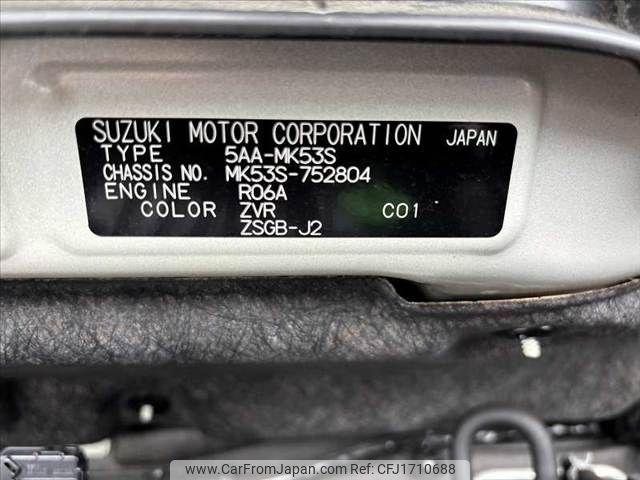 SUZUKI MOTOR CORPORATION JAPAN
TYPE 5AA-MK53S
CHASSIS NO. MK53S-752804
ENGINE R06A
COLOR ZVR C01
ZSGB-J2
www.CarFromJapan.com | Ref No. CFJ1710688